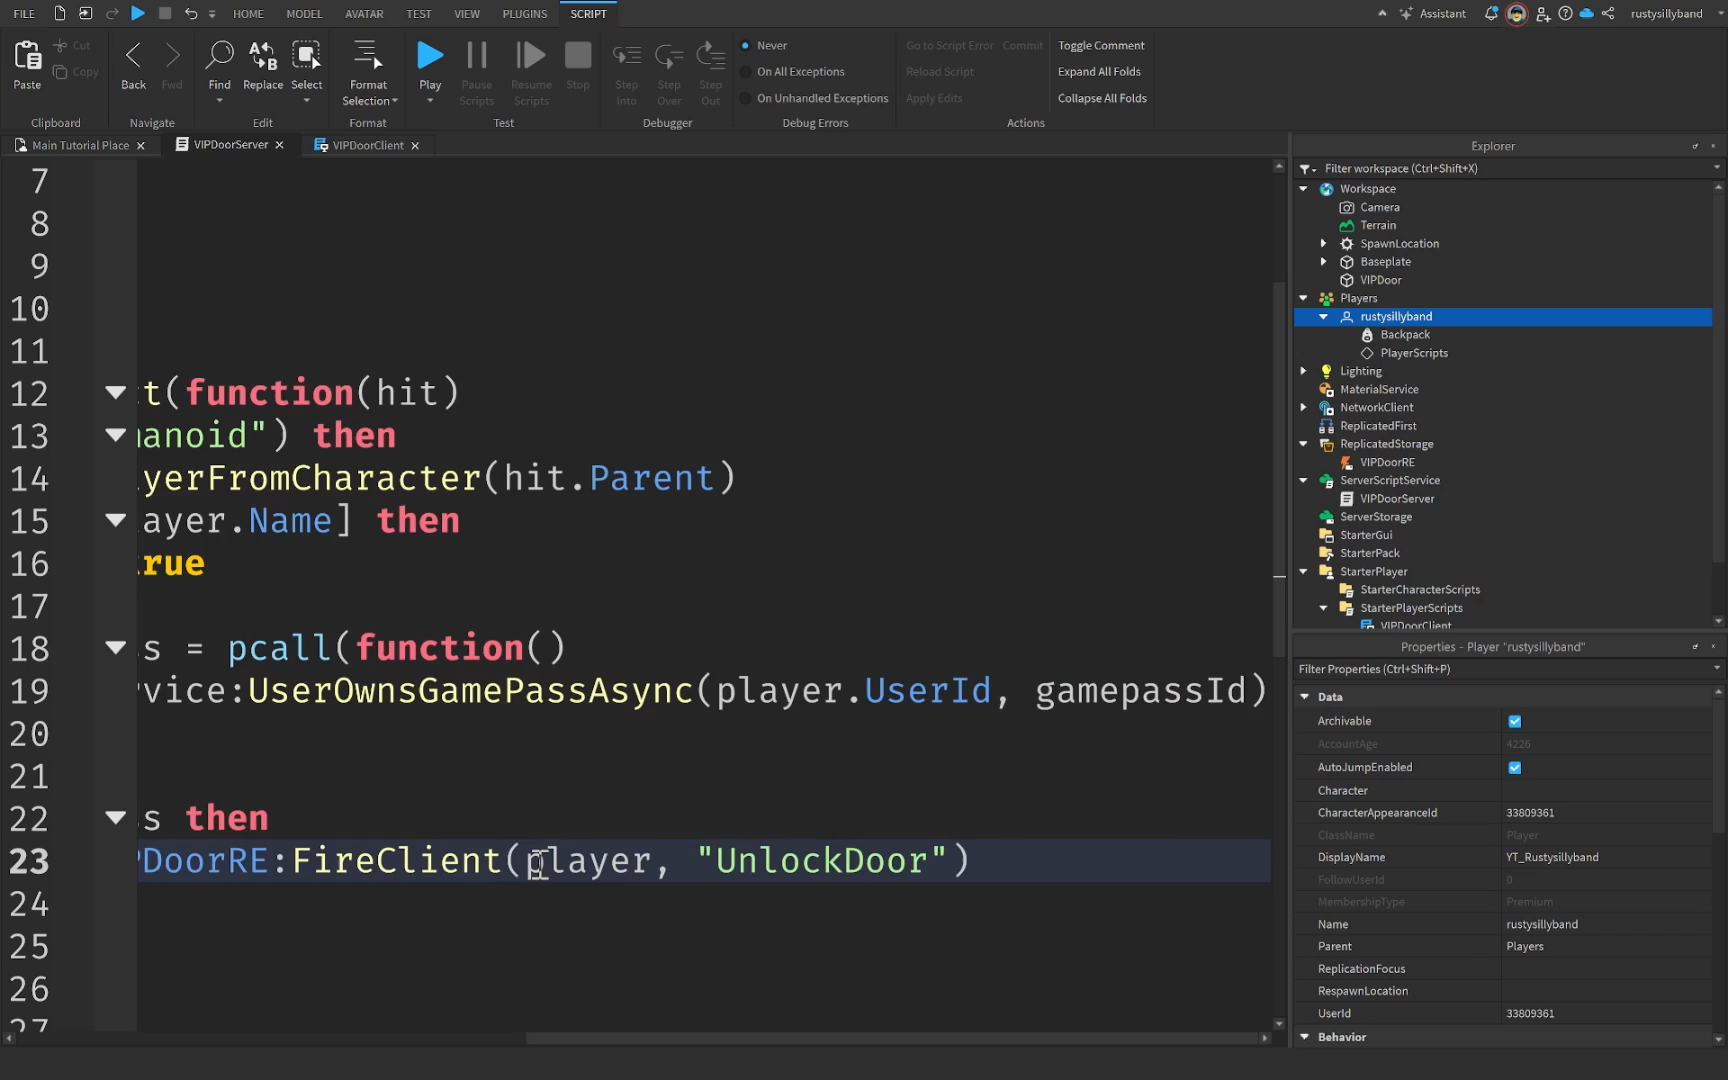 FILE HOME MODEL AVATAR TEST VIEW PLUGINS SCRIPT Assistant rustysillyband
Paste Cut Copy Back Fwd Find Replace Select Format Selection Play Pause Scripts Resume Scripts Stop Step Into Step Over Step Out
Never
On All Exceptions
On Unhandled Exceptions
Go to Script Error Commit
Reload Script
Apply Edits
Toggle Comment
Expand All Folds
Collapse All Folds
Clipboard Navigate Edit Format Test Debugger Debug Errors Actions
Main Tutorial Place VIPDoorServer VIPDoorClient
7
8
9
10
11
12 t(function(hit)
13 anoid") then
14 yerFromCharacter(hit.Parent)
15 ayer.Name] then
16 rue
17
18 s = pcall(function()
19 vice:UserOwnsGamePassAsync(player.UserId, gamepassId)
20
21
22 s then
23 PDoorRE:FireClient(player, "UnlockDoor")
24
25
26
27
Explorer
Filter workspace (Ctrl+Shift+X)
Workspace
Camera
Terrain
SpawnLocation
Baseplate
VIPDoor
Players
rustysillyband
Backpack
PlayerScripts
Lighting
MaterialService
NetworkClient
ReplicatedFirst
ReplicatedStorage
VIPDoorRE
ServerScriptService
VIPDoorServer
ServerStorage
StarterGui
StarterPack
StarterPlayer
StarterCharacterScripts
StarterPlayerScripts
VIPDoorClient
Properties - Player "rustysillyband"
Filter Properties (Ctrl+Shift+P)
Data
Archivable
AccountAge 4226
AutoJumpEnabled
Character
CharacterAppearanceId 33809361
ClassName Player
DisplayName YT_Rustysillyband
FollowUserId 0
MembershipType Premium
Name rustysillyband
Parent Players
ReplicationFocus
RespawnLocation
UserId 33809361
Behavior